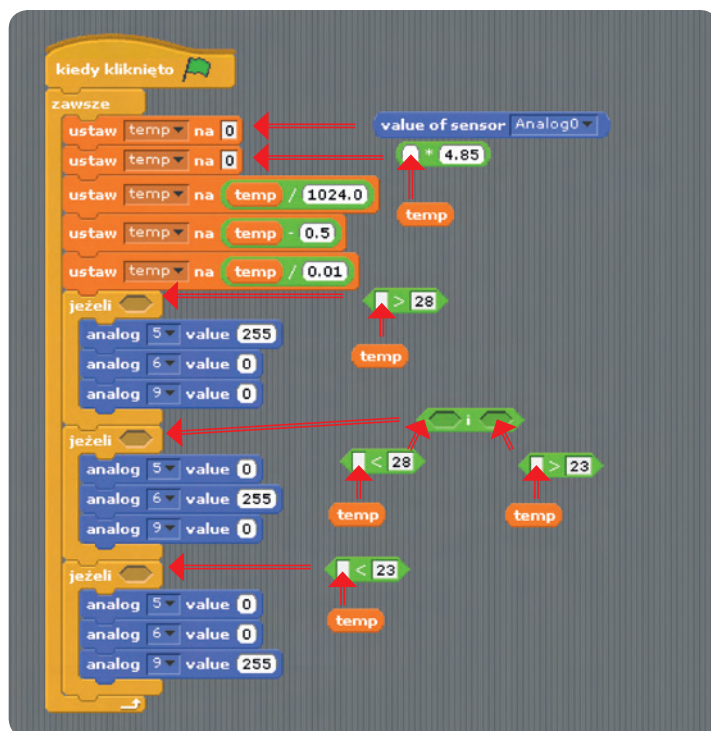 kiedy kliknięto
zawsze
ustaw temp na 0
value of sensor Analog0
ustaw temp na 0
* 4.85
temp
ustaw temp na temp / 1024.0
ustaw temp na temp - 0.5
ustaw temp na temp / 0.01
jeżeli
> 28
temp
analog 5 value 255
analog 6 value 0
analog 9 value 0
jeżeli
i
< 28
> 23
temp
temp
analog 5 value 0
analog 6 value 255
analog 9 value 0
jeżeli
< 23
temp
analog 5 value 0
analog 6 value 0
analog 9 value 255